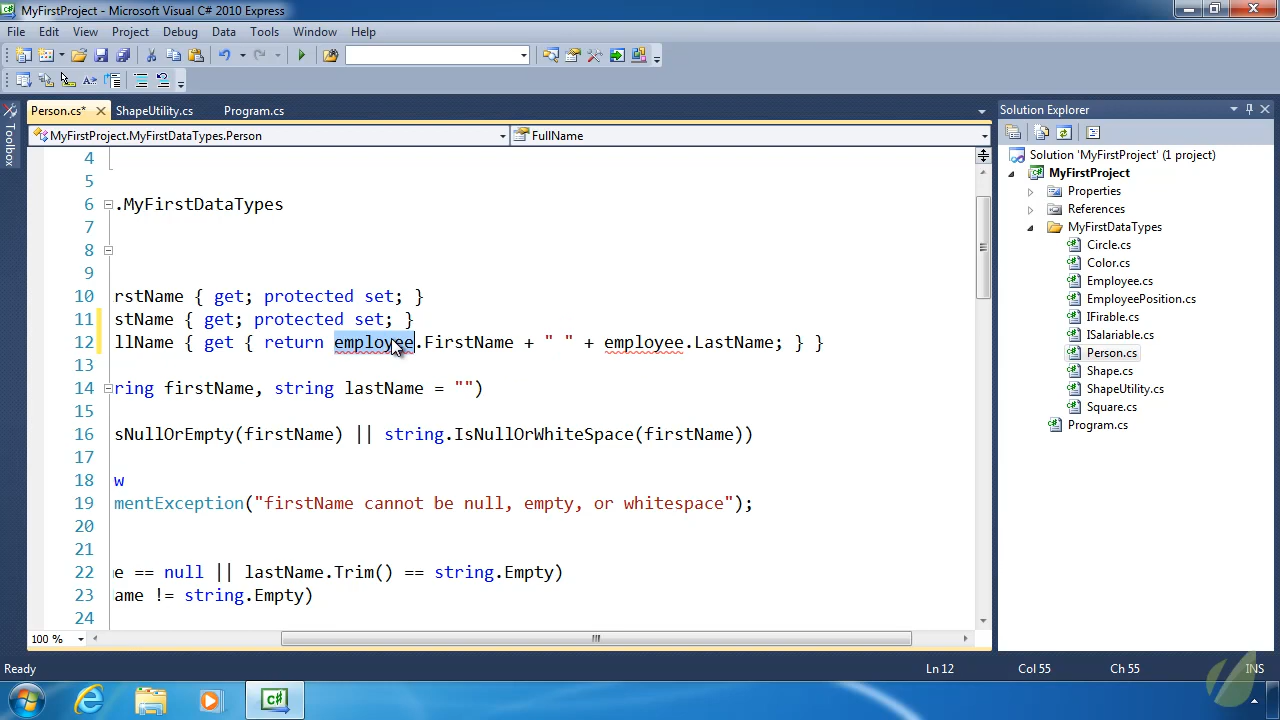 MyFirstProject - Microsoft Visual C# 2010 Express
File Edit View Project Debug Data Tools Window Help
Person.cs* ShapeUtility.cs Program.cs
MyFirstProject.MyFirstDataTypes.Person FullName
Toolbox
4
5
6 .MyFirstDataTypes
7
8
9
10 rstName { get; protected set; }
11 stName { get; protected set; }
12 llName { get { return employee.FirstName + " " + employee.LastName; } }
13
14 ring firstName, string lastName = "")
15
16 sNullOrEmpty(firstName) || string.IsNullOrWhiteSpace(firstName))
17
18 w
19 mentException("firstName cannot be null, empty, or whitespace");
20
21
22 e == null || lastName.Trim() == string.Empty)
23 ame != string.Empty)
24
100 %
Solution Explorer
Solution 'MyFirstProject' (1 project)
MyFirstProject
Properties
References
MyFirstDataTypes
Circle.cs
Color.cs
Employee.cs
EmployeePosition.cs
IFirable.cs
ISalariable.cs
Person.cs
Shape.cs
ShapeUtility.cs
Square.cs
Program.cs
Ready Ln 12 Col 55 Ch 55 INS
C#